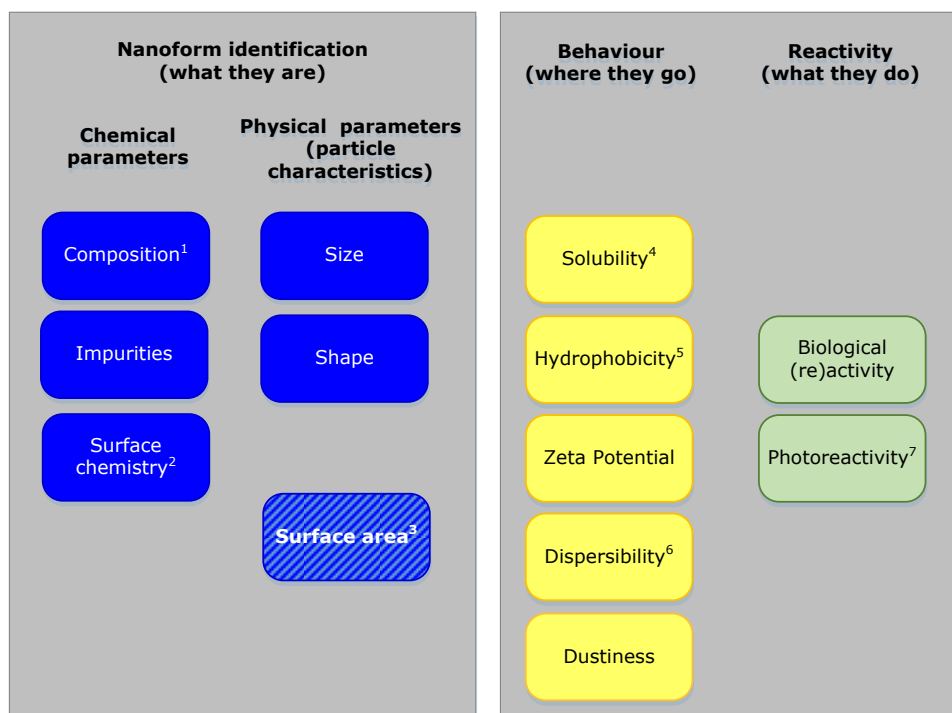 Nanoform identification
(what they are)
Chemical
parameters
Physical parameters
(particle
characteristics)
Composition¹
Size
Impurities
Shape
Surface
chemistry²
Surface area³
Behaviour
(where they go)
Reactivity
(what they do)
Solubility⁴
Hydrophobicity⁵
Biological
(re)activity
Zeta Potential
Photoreactivity⁷
Dispersibility⁶
Dustiness